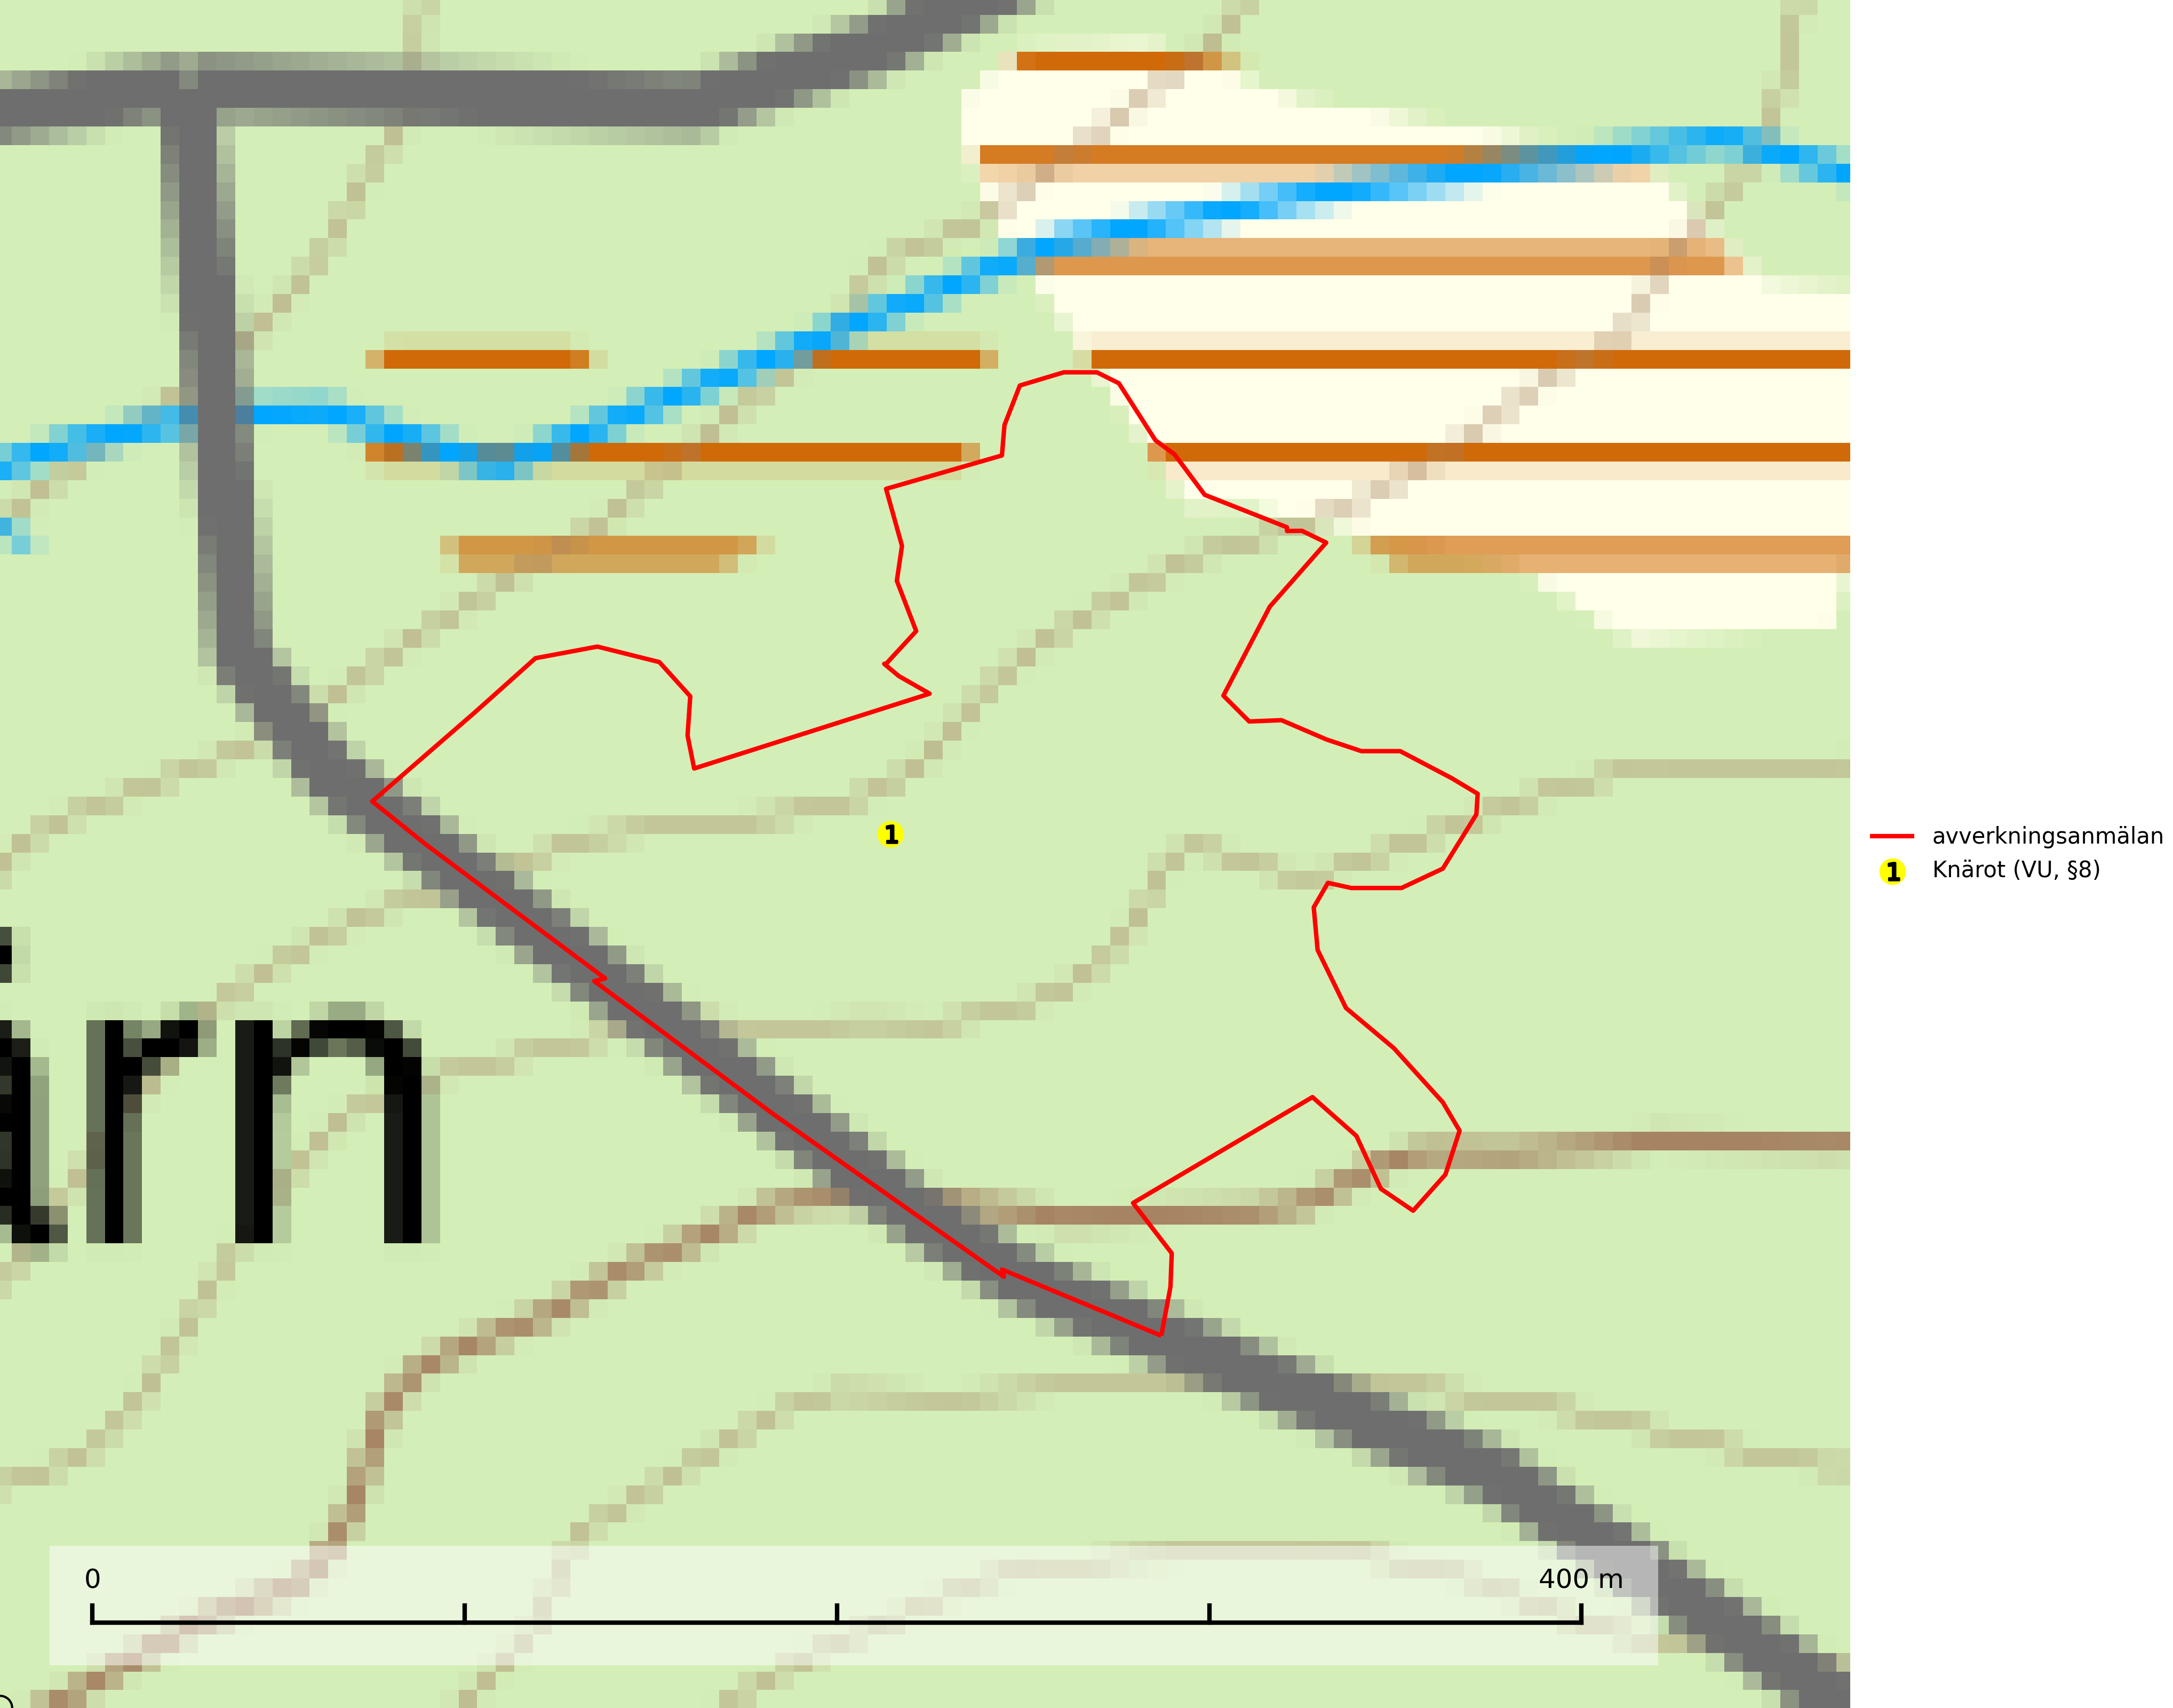 1
rn
0
400 m
avverkningsanmälan
1
Knärot (VU, §8)